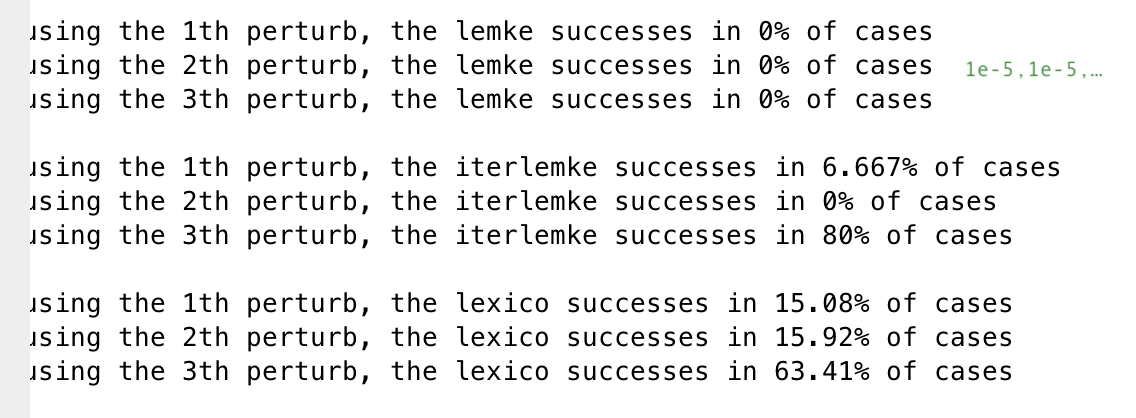 using the 1th perturb, the lemke successes in 0% of cases
using the 2th perturb, the lemke successes in 0% of cases 1e-5,1e-5,…
using the 3th perturb, the lemke successes in 0% of cases
using the 1th perturb, the iterlemke successes in 6.667% of cases
using the 2th perturb, the iterlemke successes in 0% of cases
using the 3th perturb, the iterlemke successes in 80% of cases
using the 1th perturb, the lexico successes in 15.08% of cases
using the 2th perturb, the lexico successes in 15.92% of cases
using the 3th perturb, the lexico successes in 63.41% of cases